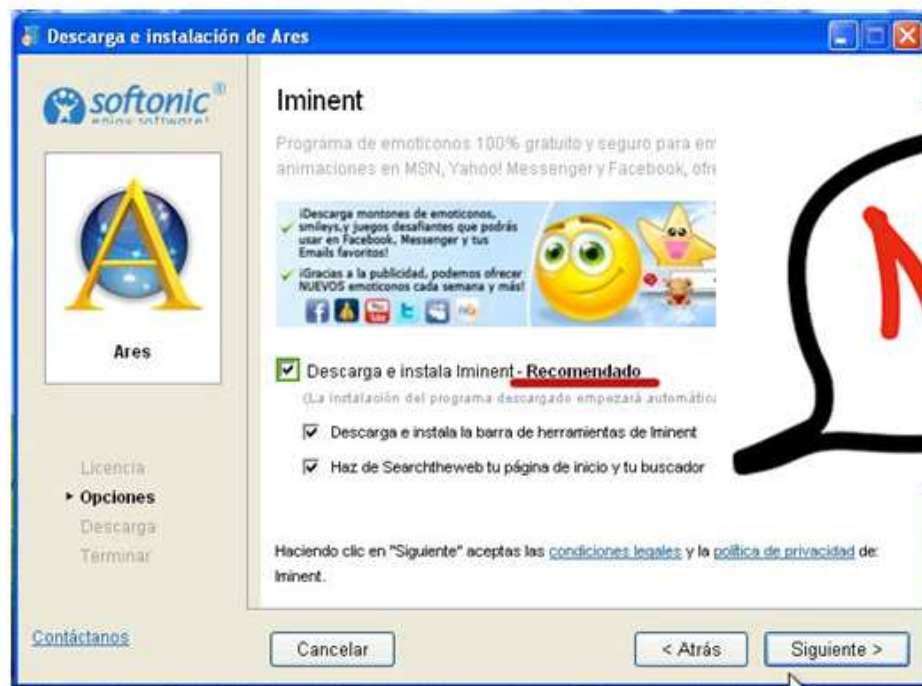 Descarga e instalación de Ares
softonic®
enjoy software!
Ares
Licencia
Opciones
Descarga
Terminar
Contáctanos
Iminent
Programa de emoticonos 100% gratuito y seguro para
animaciones en MSN, Yahoo! Messenger y Facebook,
¡Descarga montones de emoticonos,
smileys,y juegos desafiantes que podrás
usar en Facebook, Messenger y tus
Emails favoritos!
¡Gracias a la publicidad, podemos ofrecer
NUEVOS emoticonos cada semana y más!
Descarga e instala Iminent - Recomendado
(La instalación del programa descargado empezará
Descarga e instala la barra de herramientas de Iminent
Haz de Searchtheweb tu página de inicio y tu buscador
Haciendo clic en "Siguiente" aceptas las condiciones legales y la política de privacidad de
Iminent.
Cancelar
< Atrás
Siguiente >